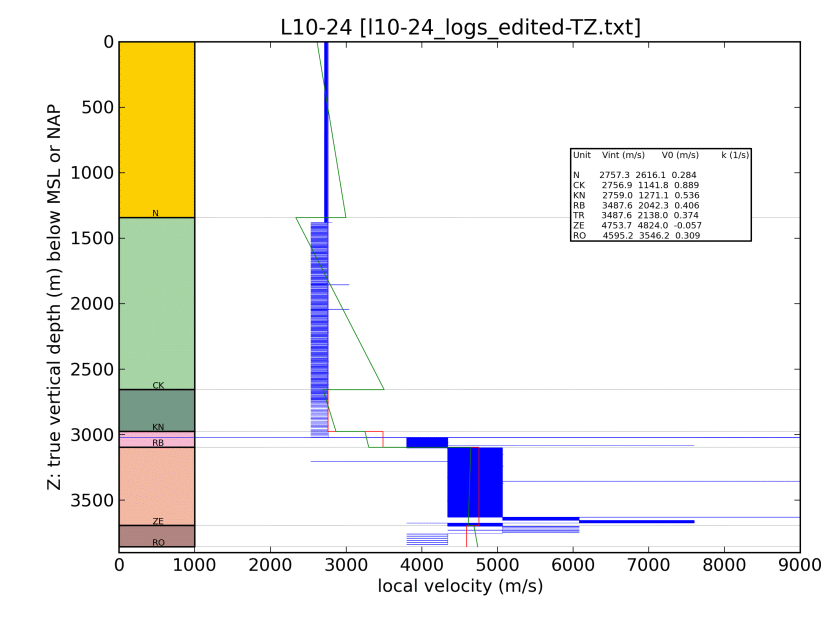 L10-24 [l10-24_logs_edited-TZ.txt]
Z: true vertical depth (m) below MSL or NAP
0
500
1000
1500
2000
2500
3000
3500
N
CK
KN
RB
ZE
RO
Unit Vint (m/s) V0 (m/s) k (1/s)
N 2757.3 2616.1 0.284
CK 2756.9 1141.8 0.889
KN 2759.0 1271.1 0.536
RB 3487.6 2042.3 0.406
TR 3487.6 2138.0 0.374
ZE 4753.7 4824.0 -0.057
RO 4595.2 3546.2 0.309
0 1000 2000 3000 4000 5000 6000 7000 8000 9000
local velocity (m/s)